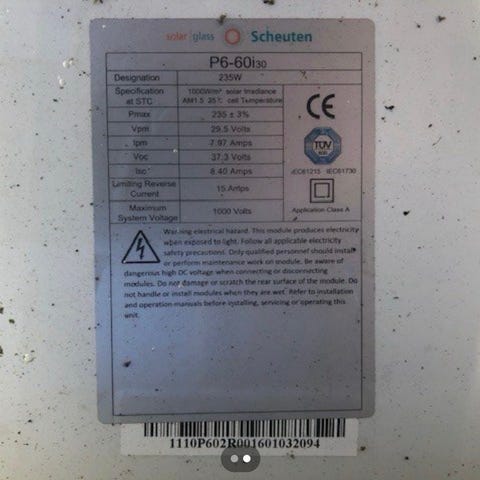 solar glass Scheuten
P6-60i30
Designation 235W
Specification at STC 1000W/m² solar Irradiance AM1.5 25°C cell Temperature
Pmax 235 ± 3%
Vpm 29.5 Volts
Ipm 7.97 Amps
Voc 37.3 Volts
Isc 8.40 Amps
Limiting Reverse Current 15 Amps
Maximum System Voltage 1000 Volts
CE
TÜV
IEC61215 IEC61730
Application Class A
Warning electrical hazard. This module produces electricity
when exposed to light. Follow all applicable electricity
safety precautions. Only qualified personnel should install
or perform maintenance work on module. Be aware of
dangerous high DC voltage when connecting or disconnecting
modules. Do not damage or scratch the rear surface of the module. Do
not handle or install modules when they are wet. Refer to installation
and operation manuals before installing, servicing or operating this
unit.
1110P602R001601032094